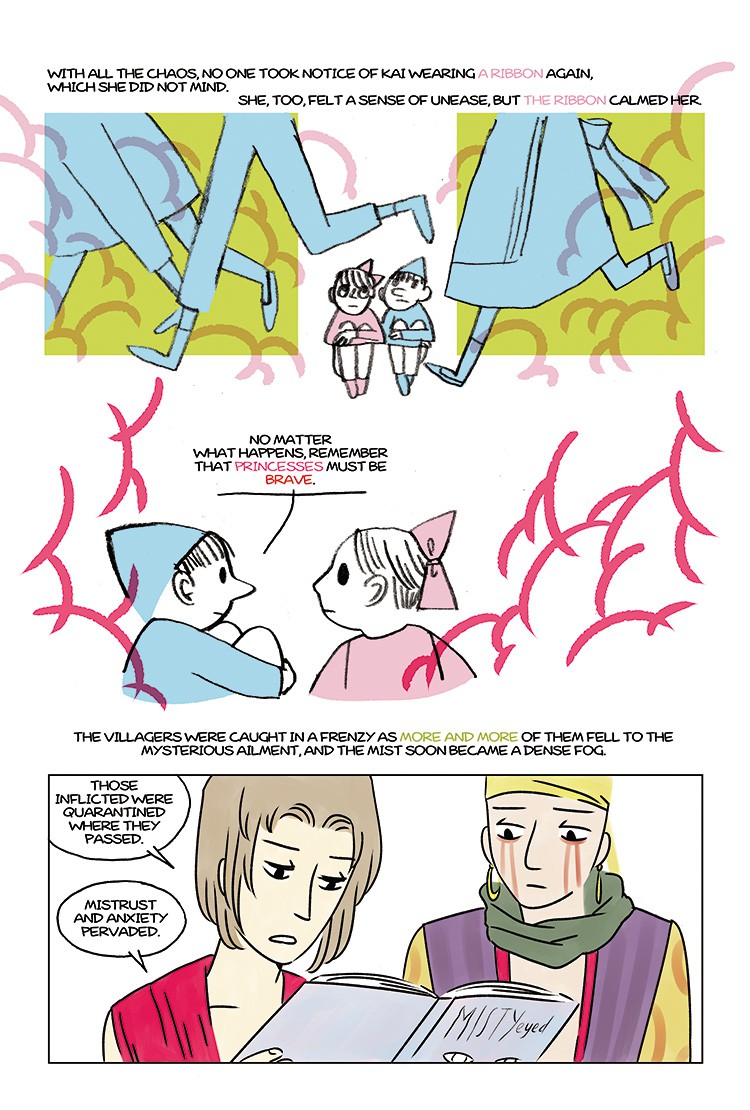 WITH ALL THE CHAOS, NO ONE TOOK NOTICE OF KAI WEARING A RIBBON AGAIN,
WHICH SHE DID NOT MIND.
SHE, TOO, FELT A SENSE OF UNEASE, BUT THE RIBBON CALMED HER.
NO MATTER
WHAT HAPPENS, REMEMBER
THAT PRINCESSES MUST BE
BRAVE.
THE VILLAGERS WERE CAUGHT IN A FRENZY AS MORE AND MORE OF THEM FELL TO THE
MYSTERIOUS AILMENT, AND THE MIST SOON BECAME A DENSE FOG.
THOSE
INFLICTED WERE
QUARANTINED
WHERE THEY
PASSED.
MISTRUST
AND ANXIETY
PERVADED.
MISTYeyed